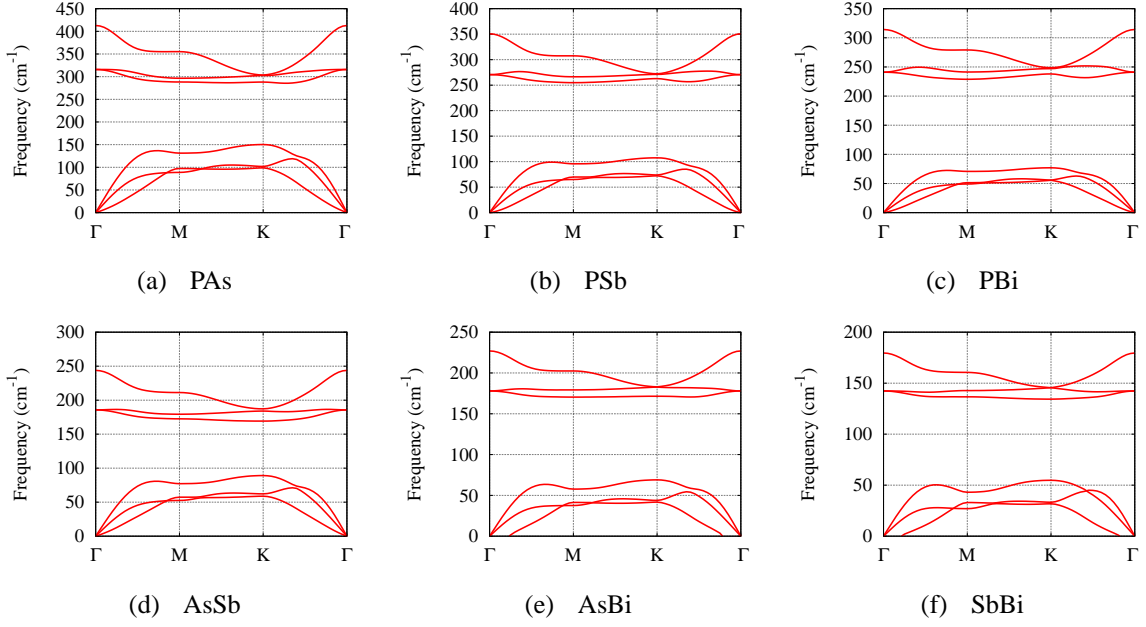 450
400
350
300
250
200
150
100
50
0
Frequency (cm⁻¹)
Γ M K Γ
(a) PAs
400
350
300
250
200
150
100
50
0
Frequency (cm⁻¹)
Γ M K Γ
(b) PSb
350
300
250
200
150
100
50
0
Frequency (cm⁻¹)
Γ M K Γ
(c) PBi
300
250
200
150
100
50
0
Frequency (cm⁻¹)
Γ M K Γ
(d) AsSb
250
200
150
100
50
0
Frequency (cm⁻¹)
Γ M K Γ
(e) AsBi
200
150
100
50
0
Frequency (cm⁻¹)
Γ M K Γ
(f) SbBi